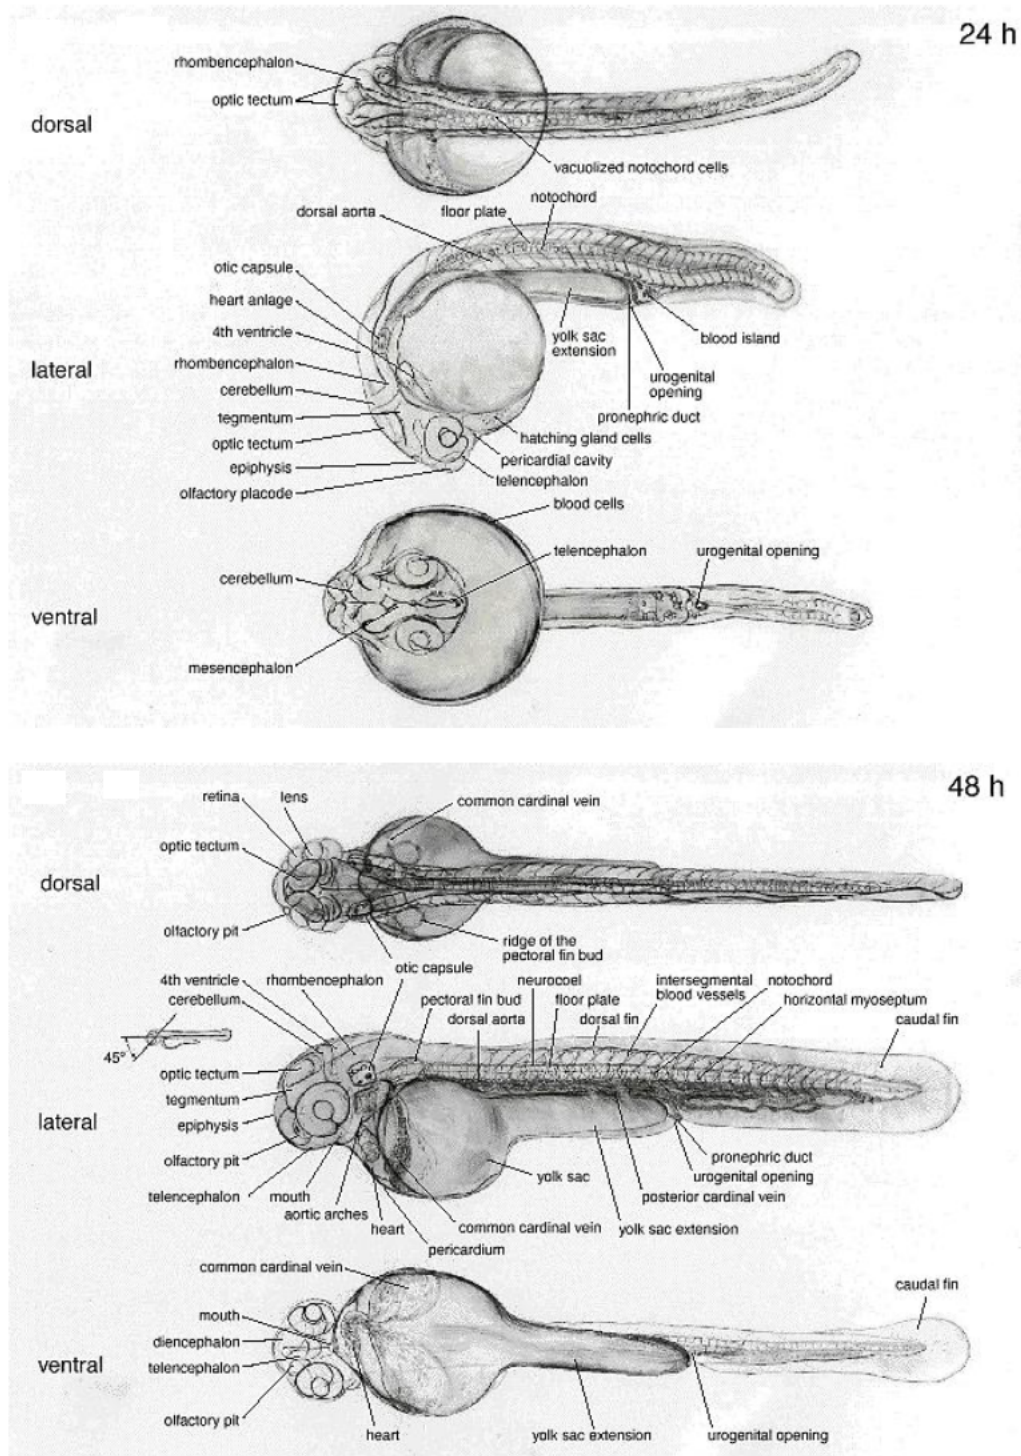 24 h
rhombencephalon
optic tectum
dorsal
vacuolized notochord cells
notochord
dorsal aorta
floor plate
otic capsule
heart anlage
4th ventricle
yolk sac
extension
blood island
rhombencephalon
lateral
urogenital
opening
cerebellum
tegmentum
pronephric duct
optic tectum
hatching gland cells
epiphysis
pericardial cavity
telencephalon
olfactory placode
blood cells
telencephalon
urogenital opening
cerebellum
ventral
mesencephalon
48 h
retina
lens
common cardinal vein
optic tectum
dorsal
olfactory pit
ridge of the
pectoral fin bud
otic capsule
4th ventricle
rhombencephalon
neurocoel
intersegmental
blood vessels
notochord
cerebellum
pectoral fin bud
floor plate
horizontal myoseptum
dorsal aorta
dorsal fin
caudal fin
45°
optic tectum
tegmentum
lateral
epiphysis
olfactory pit
pronephric duct
yolk sac
urogenital opening
telencephalon
mouth
posterior cardinal vein
aortic arches
heart
common cardinal vein
yolk sac extension
pericardium
common cardinal vein
caudal fin
mouth
diencephalon
ventral
telencephalon
olfactory pit
heart
yolk sac extension
urogenital opening